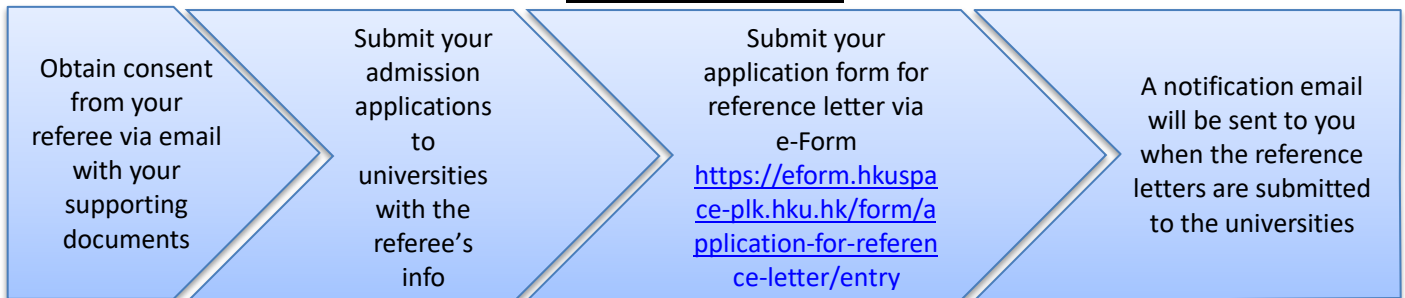 Obtain consent
from your
referee via email
with your
supporting
documents
Submit your
admission
applications
to
universities
with the
referee's
info
Submit your
application form for
reference letter via
e-Form
https://eform.hkuspa
ce-plk.hku.hk/form/a
pplication-for-referen
ce-letter/entry
A notification email
will be sent to you
when the reference
letters are submitted
to the universities